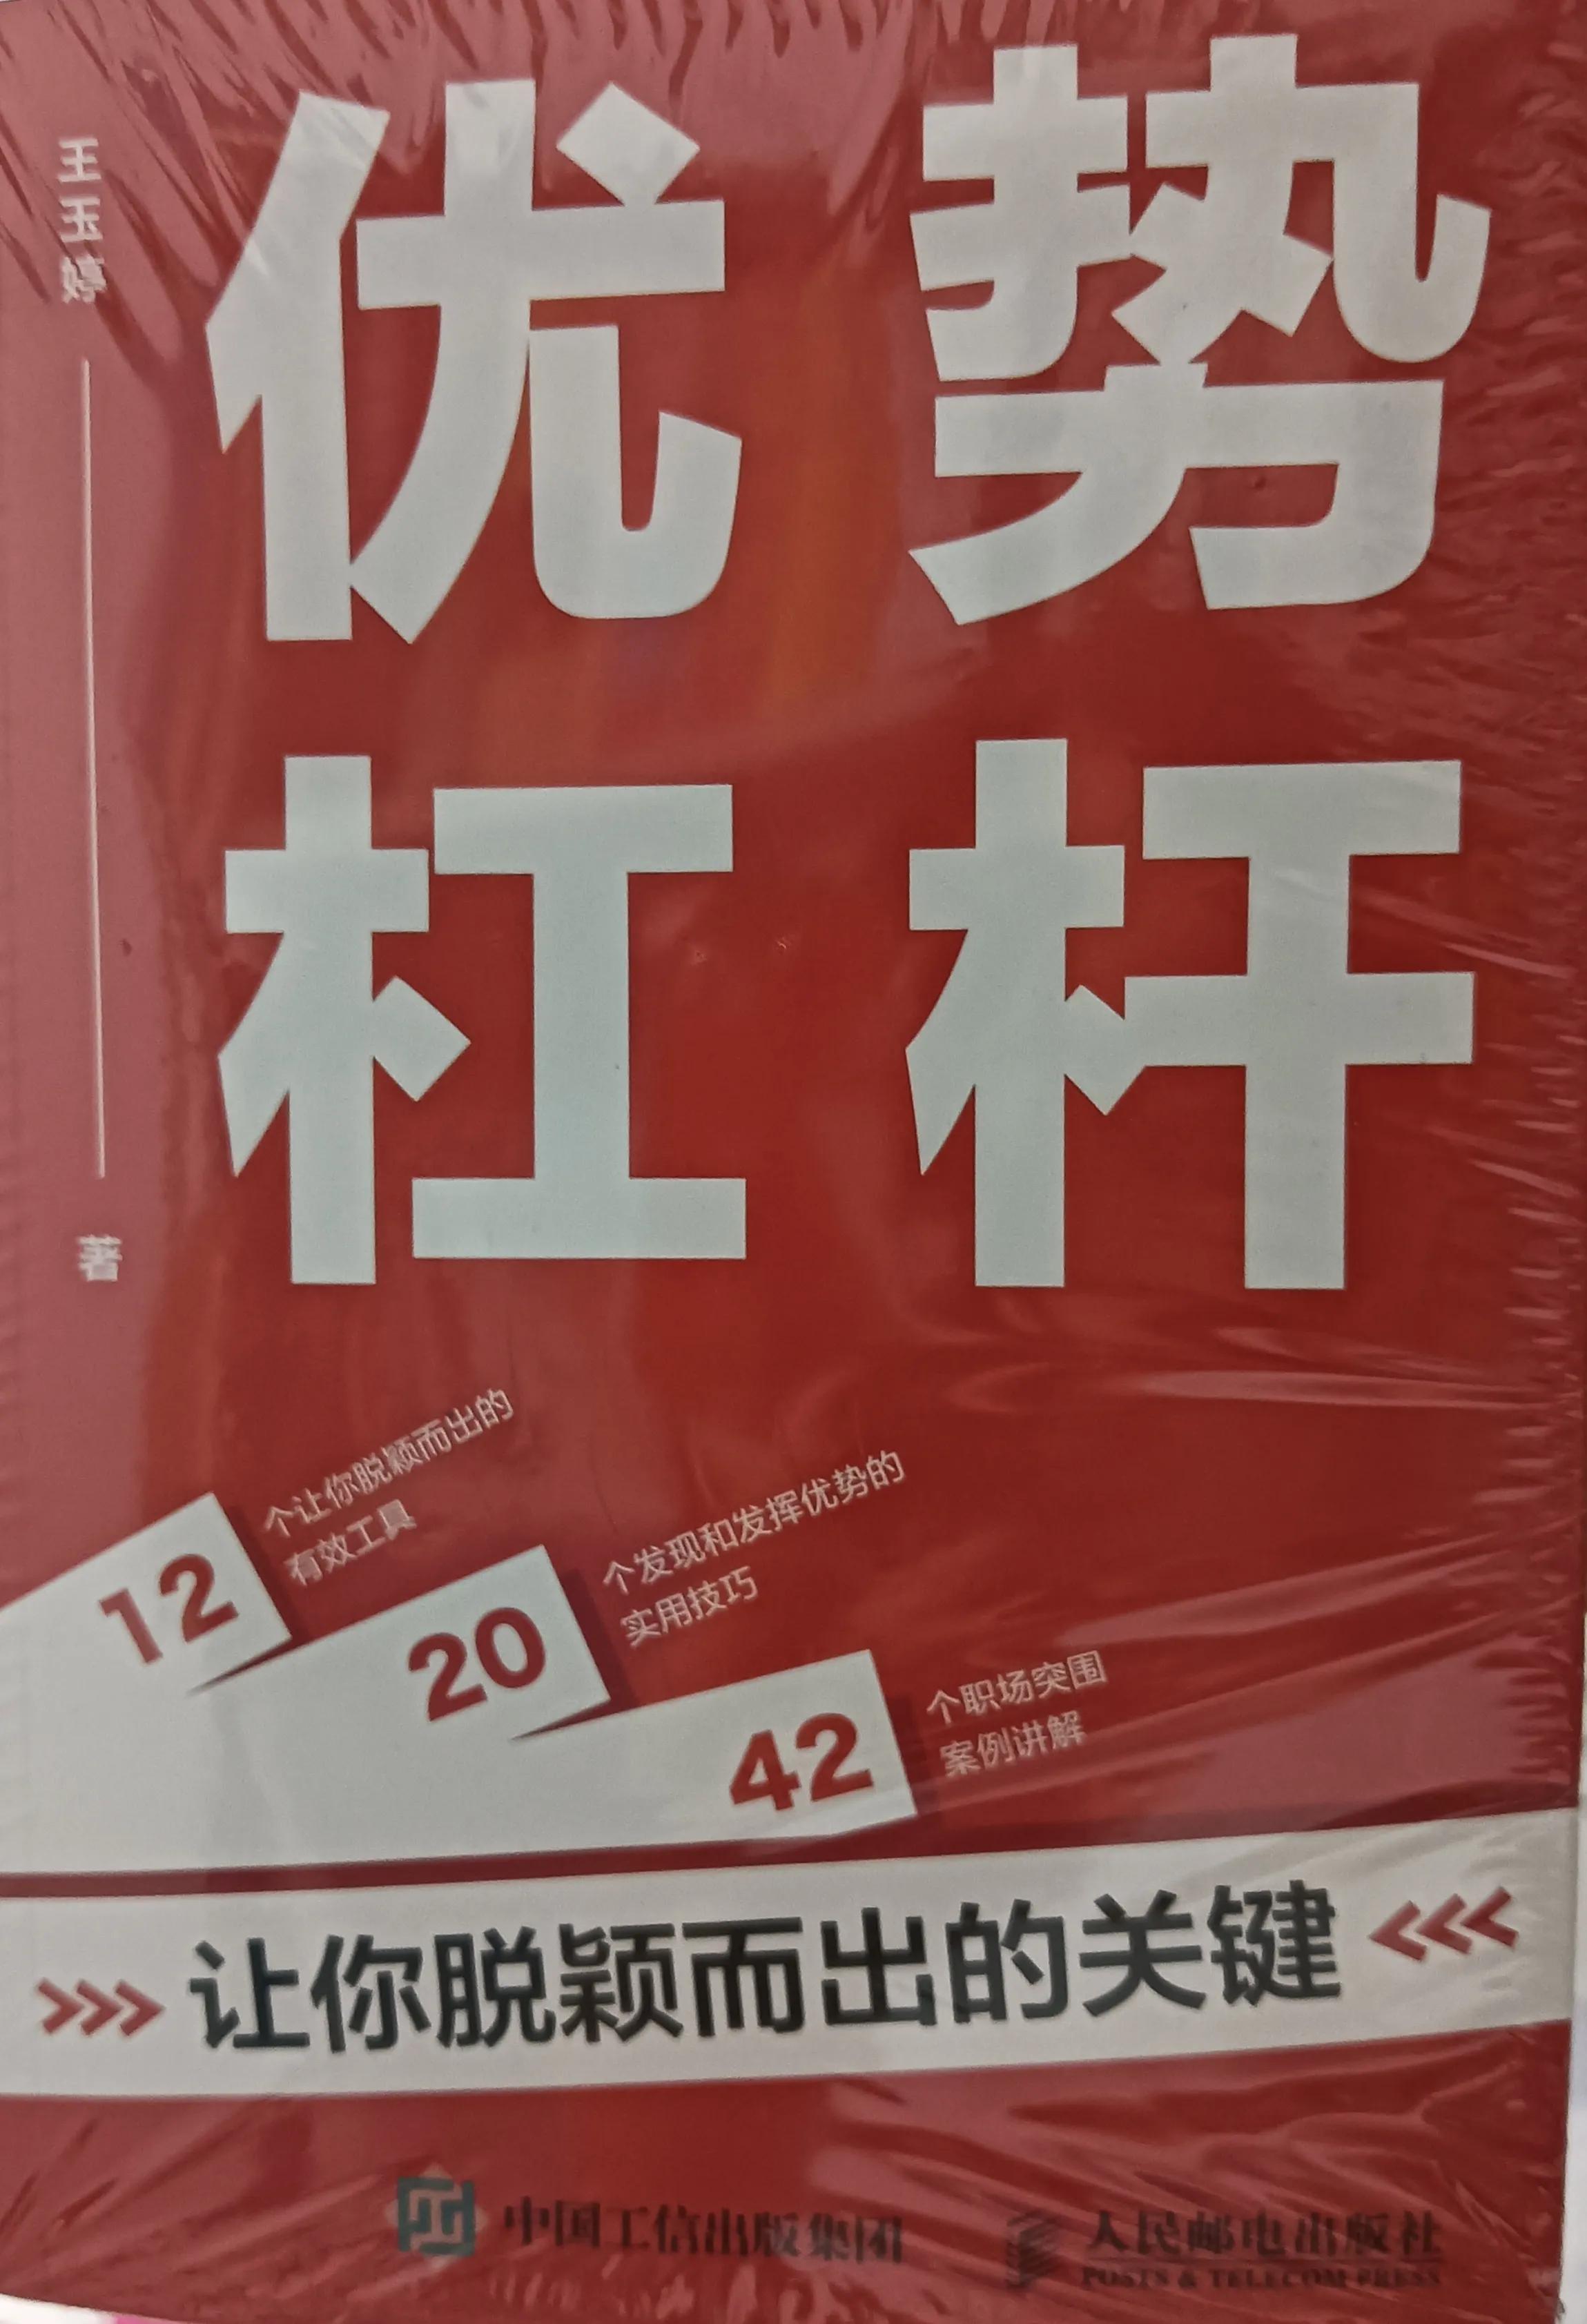 王玉婷
著
优势
杠杆
12
个让你脱颖而出的
有效工具
20
个发现和发挥优势的
实用技巧
42
个职场突围
案例讲解
>>> 让你脱颖而出的关键 <<<
中国工信出版集团
人民邮电出版社
POSTS & TELECOM PRESS